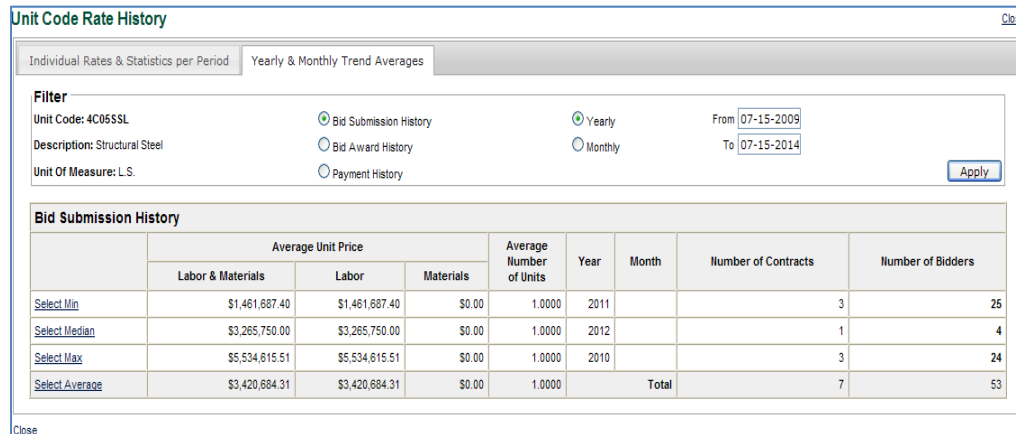 Unit Code Rate History
Clos
Individual Rates & Statistics per Period Yearly & Monthly Trend Averages
Filter
Unit Code: 4C05SSL Bid Submission History Yearly From 07-15-2009
Description: Structural Steel Bid Award History Monthly To 07-15-2014
Unit Of Measure: L.S. Payment History Apply
Bid Submission History
Average Unit Price Average Number of Units Year Month Number of Contracts Number of Bidders
Labor & Materials Labor Materials
Select Min $1,461,687.40 $1,461,687.40 $0.00 1.0000 2011 3 25
Select Median $3,265,750.00 $3,265,750.00 $0.00 1.0000 2012 1 4
Select Max $5,534,615.51 $5,534,615.51 $0.00 1.0000 2010 3 24
Select Average $3,420,684.31 $3,420,684.31 $0.00 1.0000 Total 7 53
Close